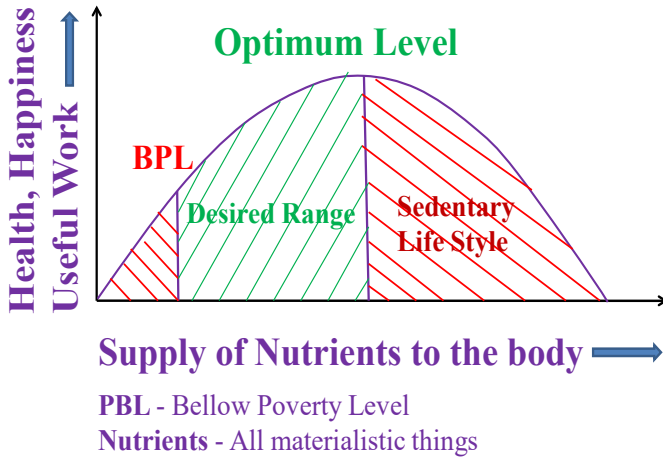 Optimum Level
Health, Happiness
Useful Work
BPL
Desired Range
Sedentary
Life Style
Supply of Nutrients to the body
PBL - Bellow Poverty Level
Nutrients - All materialistic things